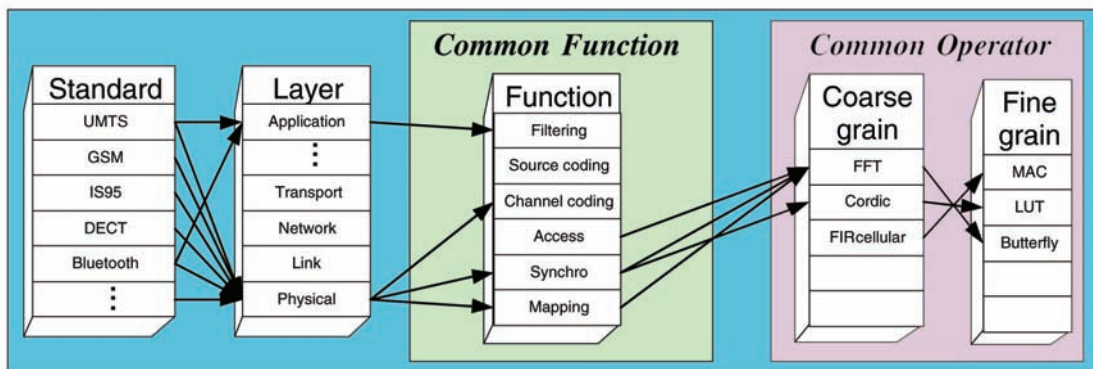 Common Function
Common Operator
Standard
UMTS
GSM
IS95
DECT
Bluetooth
⋮
Layer
Application
⋮
Transport
Network
Link
Physical
Function
Filtering
Source coding
Channel coding
Access
Synchro
Mapping
Coarse
grain
FFT
Cordic
FIRcellular
Fine
grain
MAC
LUT
Butterfly